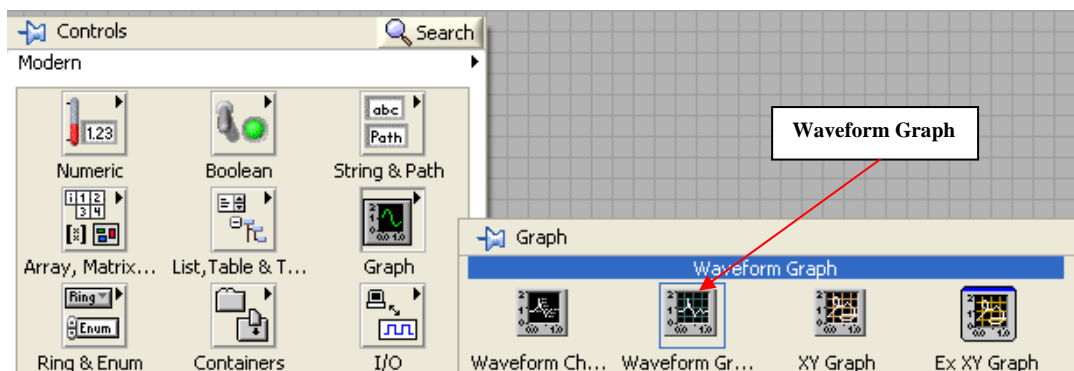 Controls
Search
Modern
1.23
abc
Path
Numeric
Boolean
String & Path
Array, Matrix...
List,Table & T...
Graph
Ring
Enum
Ring & Enum
Containers
I/O
Waveform Graph
Graph
Waveform Graph
Waveform Ch...
Waveform Gr...
XY Graph
Ex XY Graph